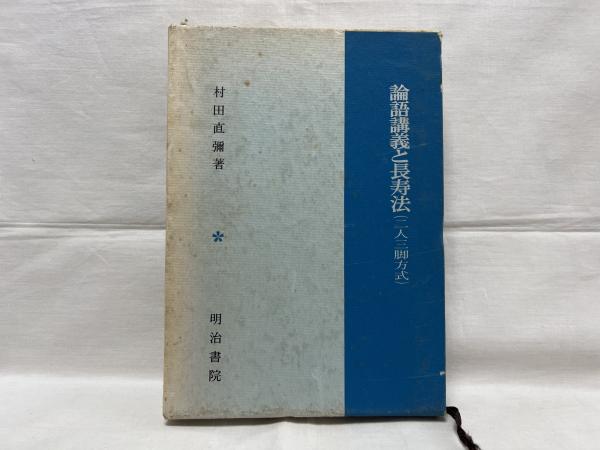 論語講義と長寿法(二人三脚方式)
村田直彌著
明治書院